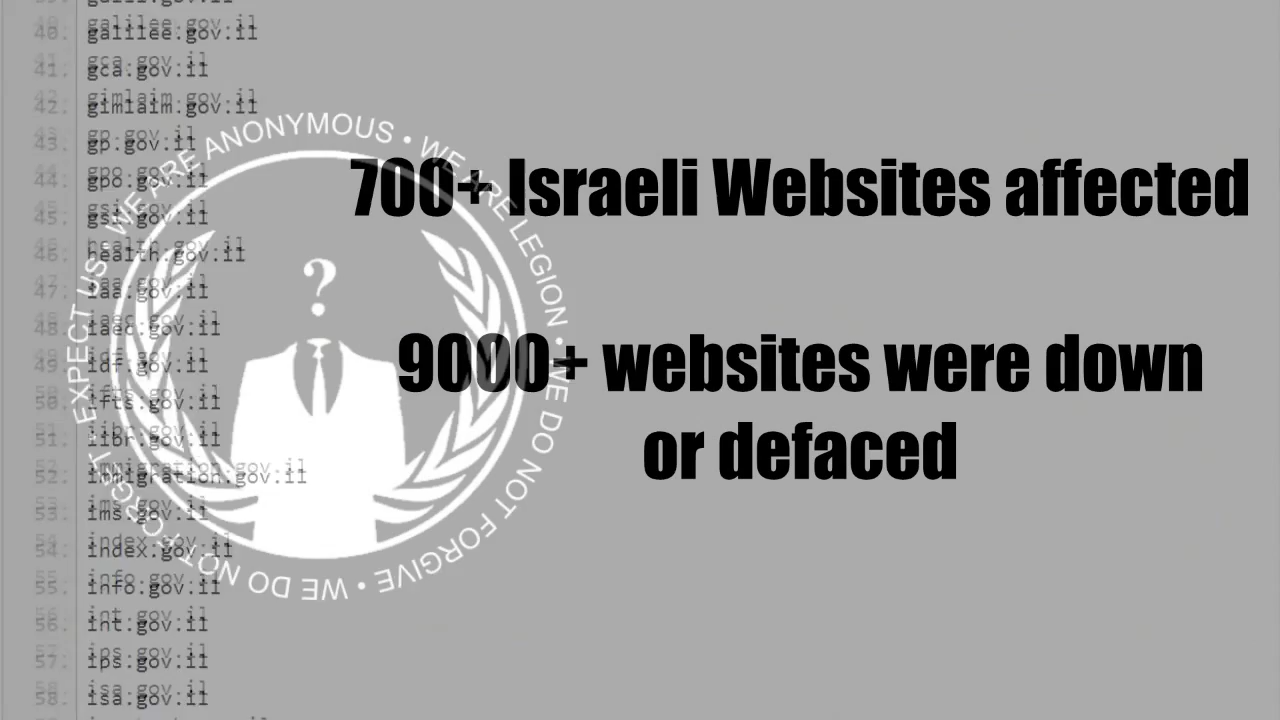 40. galilee.gov.il
41. gca.gov.il
42. gimlaim.gov.il
43. gp.gov.il
44. gpo.gov.il
45. gsi.gov.il
46. health.gov.il
47. iaa.gov.il
48. iaec.gov.il
49. idf.gov.il
50. ifts.gov.il
51. iibr.gov.il
52. immigration.gov.il
53. ims.gov.il
54. index.gov.il
55. info.gov.il
56. int.gov.il
57. ips.gov.il
58. isa.gov.il
WE ARE ANONYMOUS • WE ARE LEGION • WE DO NOT FORGIVE • WE DO NOT FORGET • EXPECT US •
?
700+ Israeli Websites affected
9000+ websites were down
or defaced